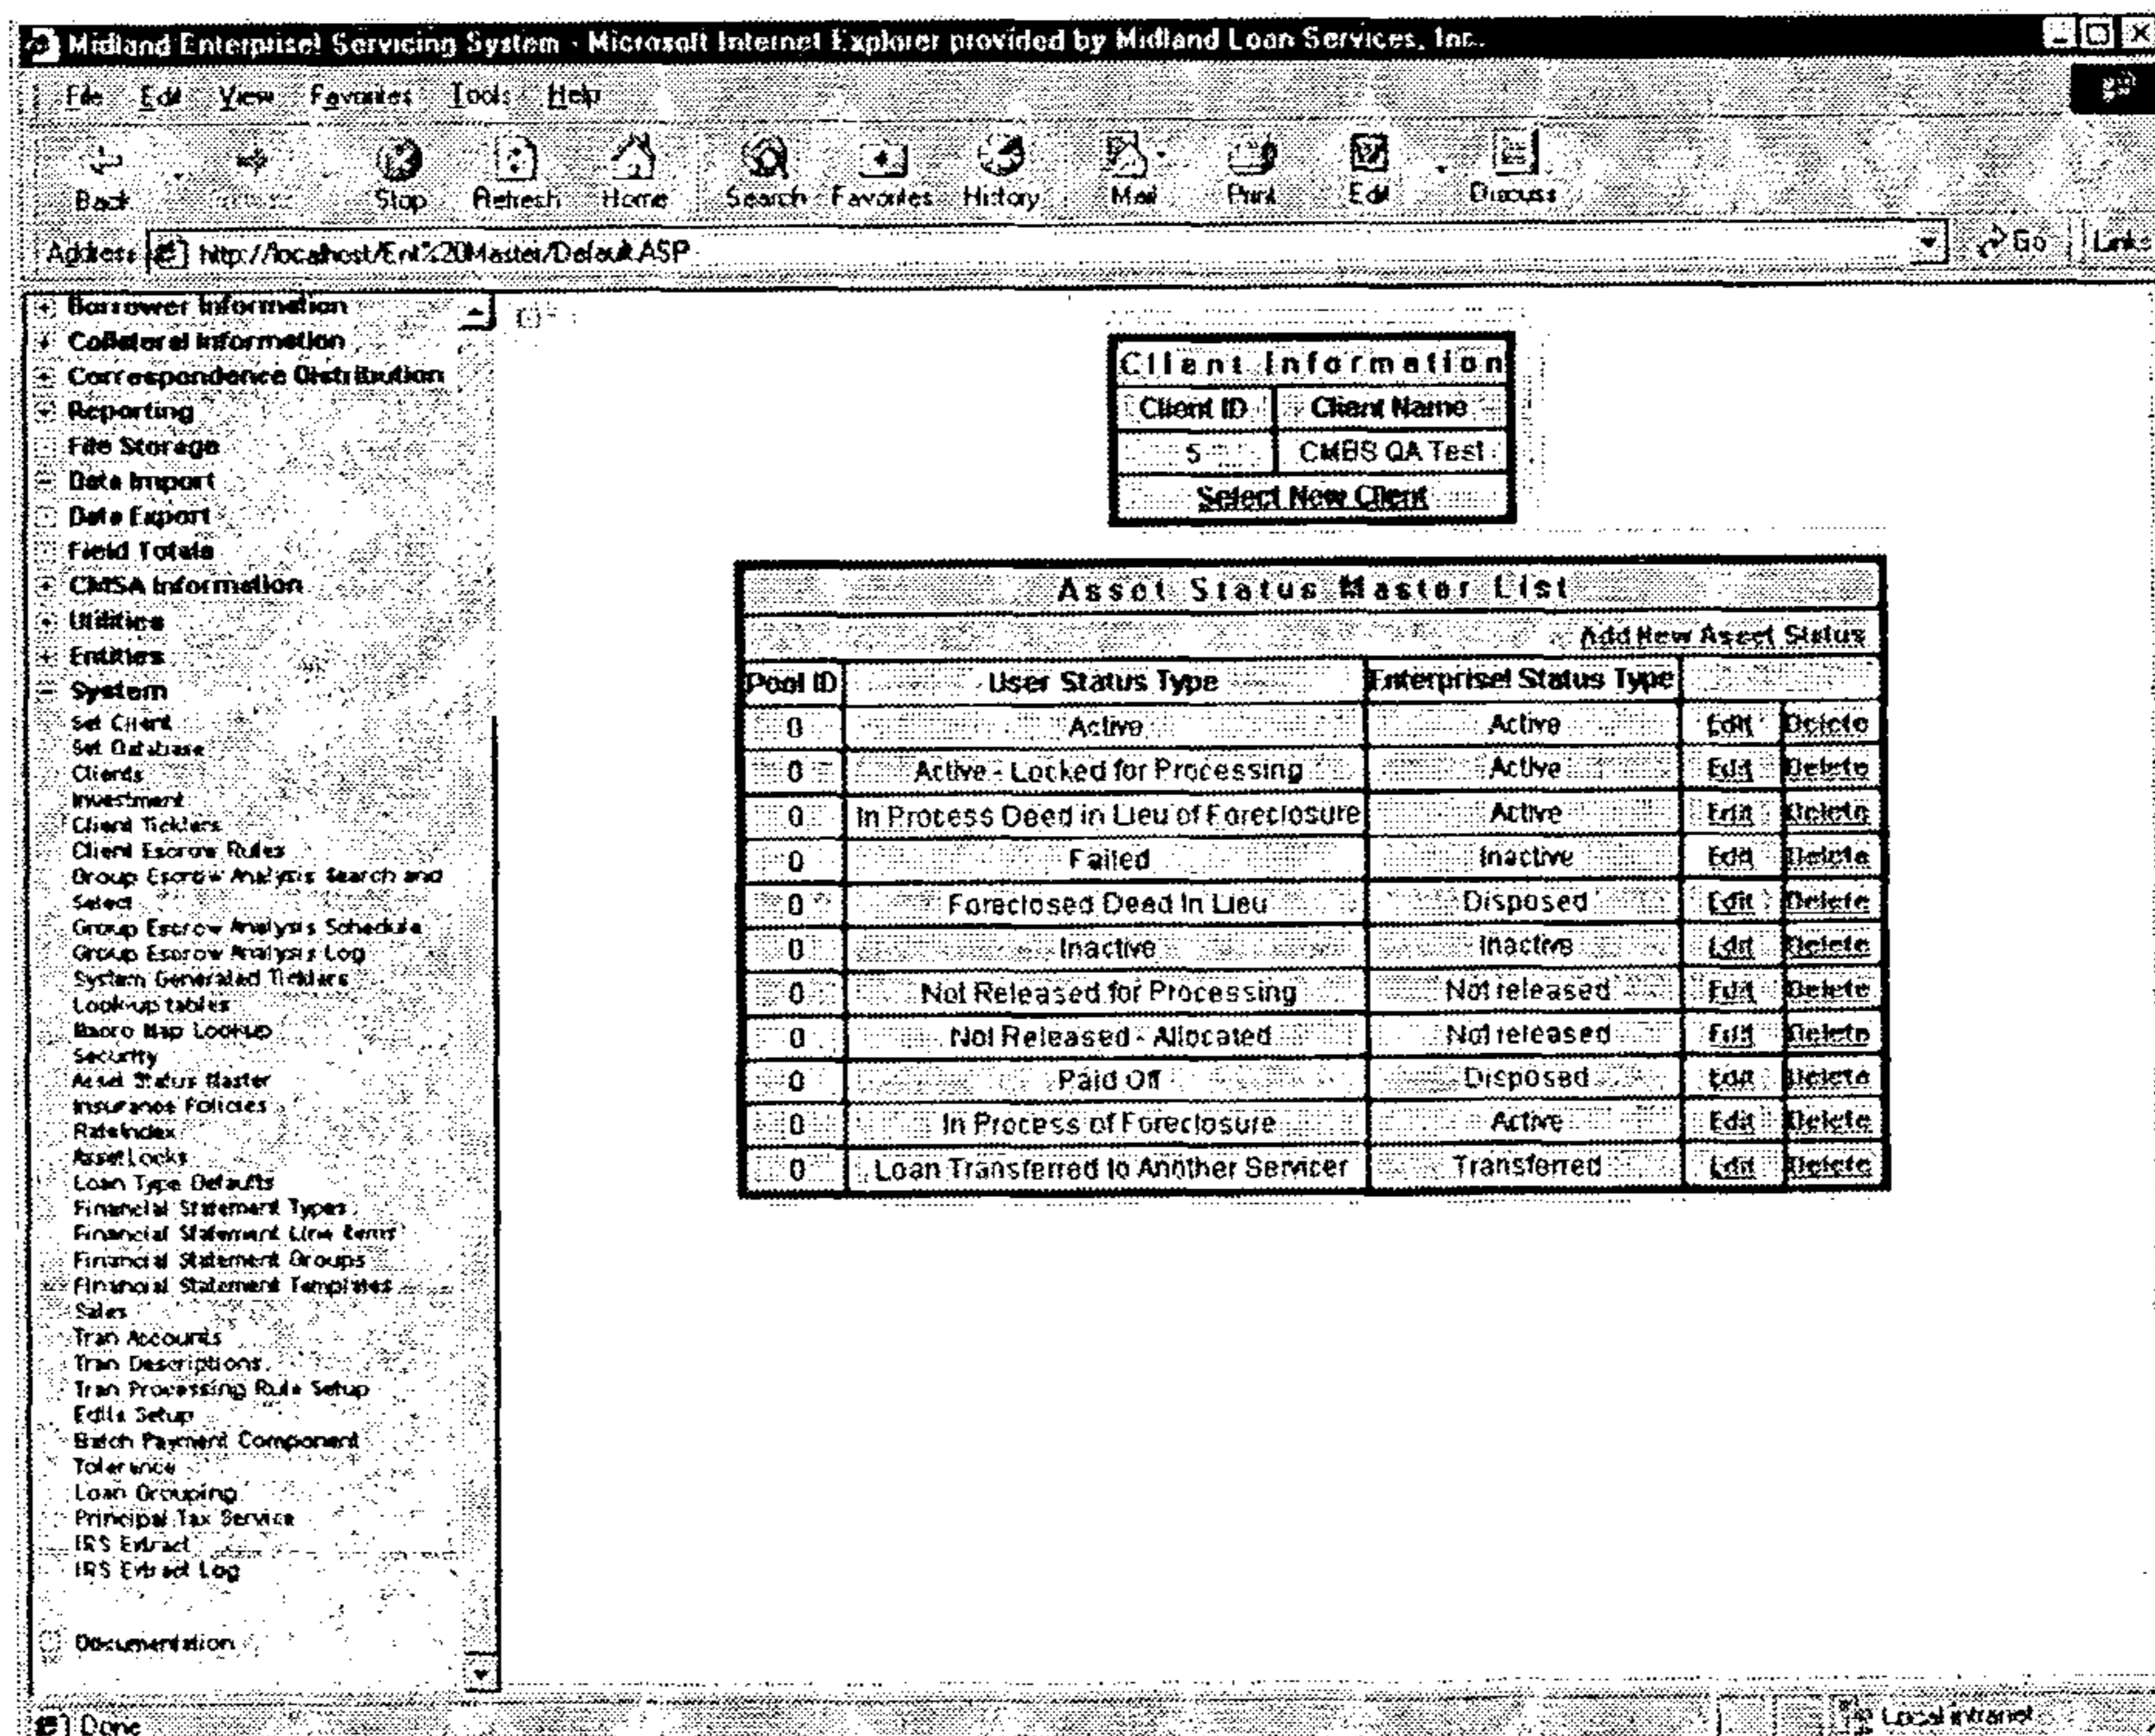 Midland Enterprise! Servicing System - Microsoft Internet Explorer provided by Midland Loan Services, Inc.
File Edit View Favorites Tools Help
Back Stop Refresh Home Search Favorites History Mail Print Edit Discuss
Address http://localhost/Ent%20Master/Default.ASP Go Links
Borrower Information
Collateral Information
Correspondence Distribution
Reporting
File Storage
Data Import
Data Export
Field Totals
CMSA Information
Utilities
Entities
System
Set Client
Set Database
Clients
Investment
Client Ticklers
Client Escrow Rules
Group Escrow Analysis Search and
Select
Group Escrow Analysis Schedule
Group Escrow Analysis Log
System Generated Ticklers
Look-up tables
Macro Map Lookup
Security
Asset Status Master
Insurance Policies
RateIndex
AssetLocks
Loan Type Defaults
Financial Statement Types
Financial Statement Line Items
Financial Statement Groups
Financial Statement Templates
Sales
Tran Accounts
Tran Descriptions
Tran Processing Rule Setup
Edits Setup
Batch Payment Component
Tolerance
Loan Grouping
Principal Tax Service
IRS Extract
IRS Extract Log
Documentation
Client Information
Client ID Client Name
5 CMBS QA Test
Select New Client
Asset Status Master List
Add New Asset Status
Pool ID User Status Type Enterprise! Status Type
0 Active Active Edit Delete
0 Active - Locked for Processing Active Edit Delete
0 In Process Deed in Lieu of Foreclosure Active Edit Delete
0 Failed Inactive Edit Delete
0 Foreclosed Deed In Lieu Disposed Edit Delete
0 Inactive Inactive Edit Delete
0 Not Released for Processing Not released Edit Delete
0 Not Released - Allocated Not released Edit Delete
0 Paid Off Disposed Edit Delete
0 In Process of Foreclosure Active Edit Delete
0 Loan Transferred to Another Servicer Transferred Edit Delete
Done Local intranet